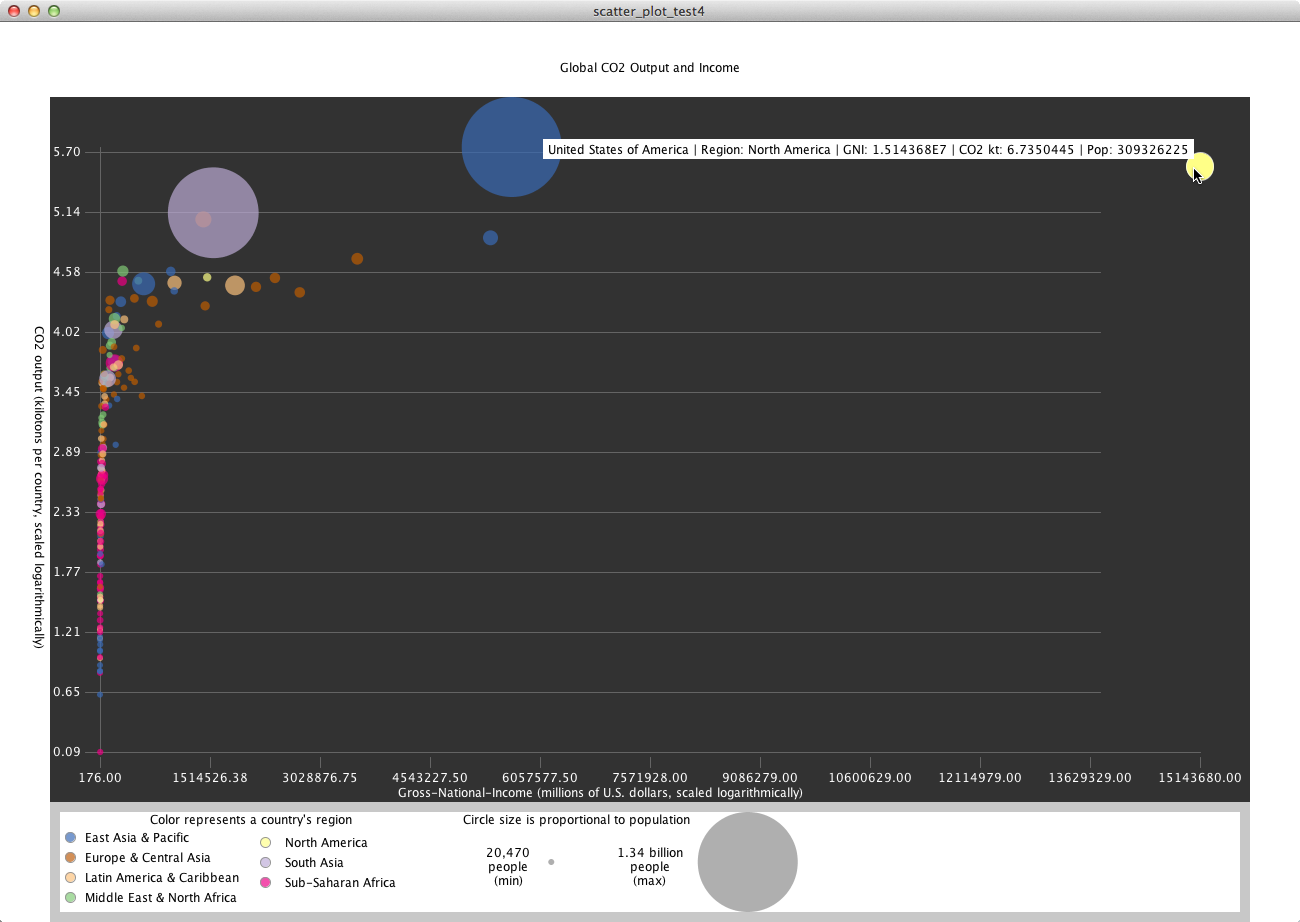 scatter_plot_test4
Global CO2 Output and Income
United States of America | Region: North America | GNI: 1.514368E7 | CO2 kt: 6.7350445 | Pop: 309326225
5.70
5.14
4.58
4.02
3.45
2.89
2.33
1.77
1.21
0.65
0.09
CO2 output (kilotons per country, scaled logarithmically)
176.00 1514526.38 3028876.75 4543227.50 6057577.50 7571928.00 9086279.00 10600629.00 12114979.00 13629329.00 15143680.00
Gross-National-Income (millions of U.S. dollars, scaled logarithmically)
Color represents a country's region
East Asia & Pacific
Europe & Central Asia
Latin America & Caribbean
Middle East & North Africa
North America
South Asia
Sub-Saharan Africa
Circle size is proportional to population
20,470
people
(min)
1.34 billion
people
(max)